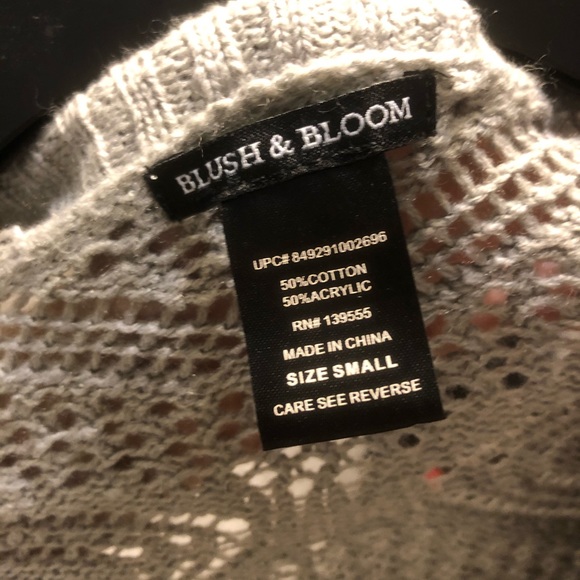 BLUSH & BLOOM
UPC# 849291002696
50%COTTON
50%ACRYLIC
RN# 139555
MADE IN CHINA
SIZE SMALL
CARE SEE REVERSE